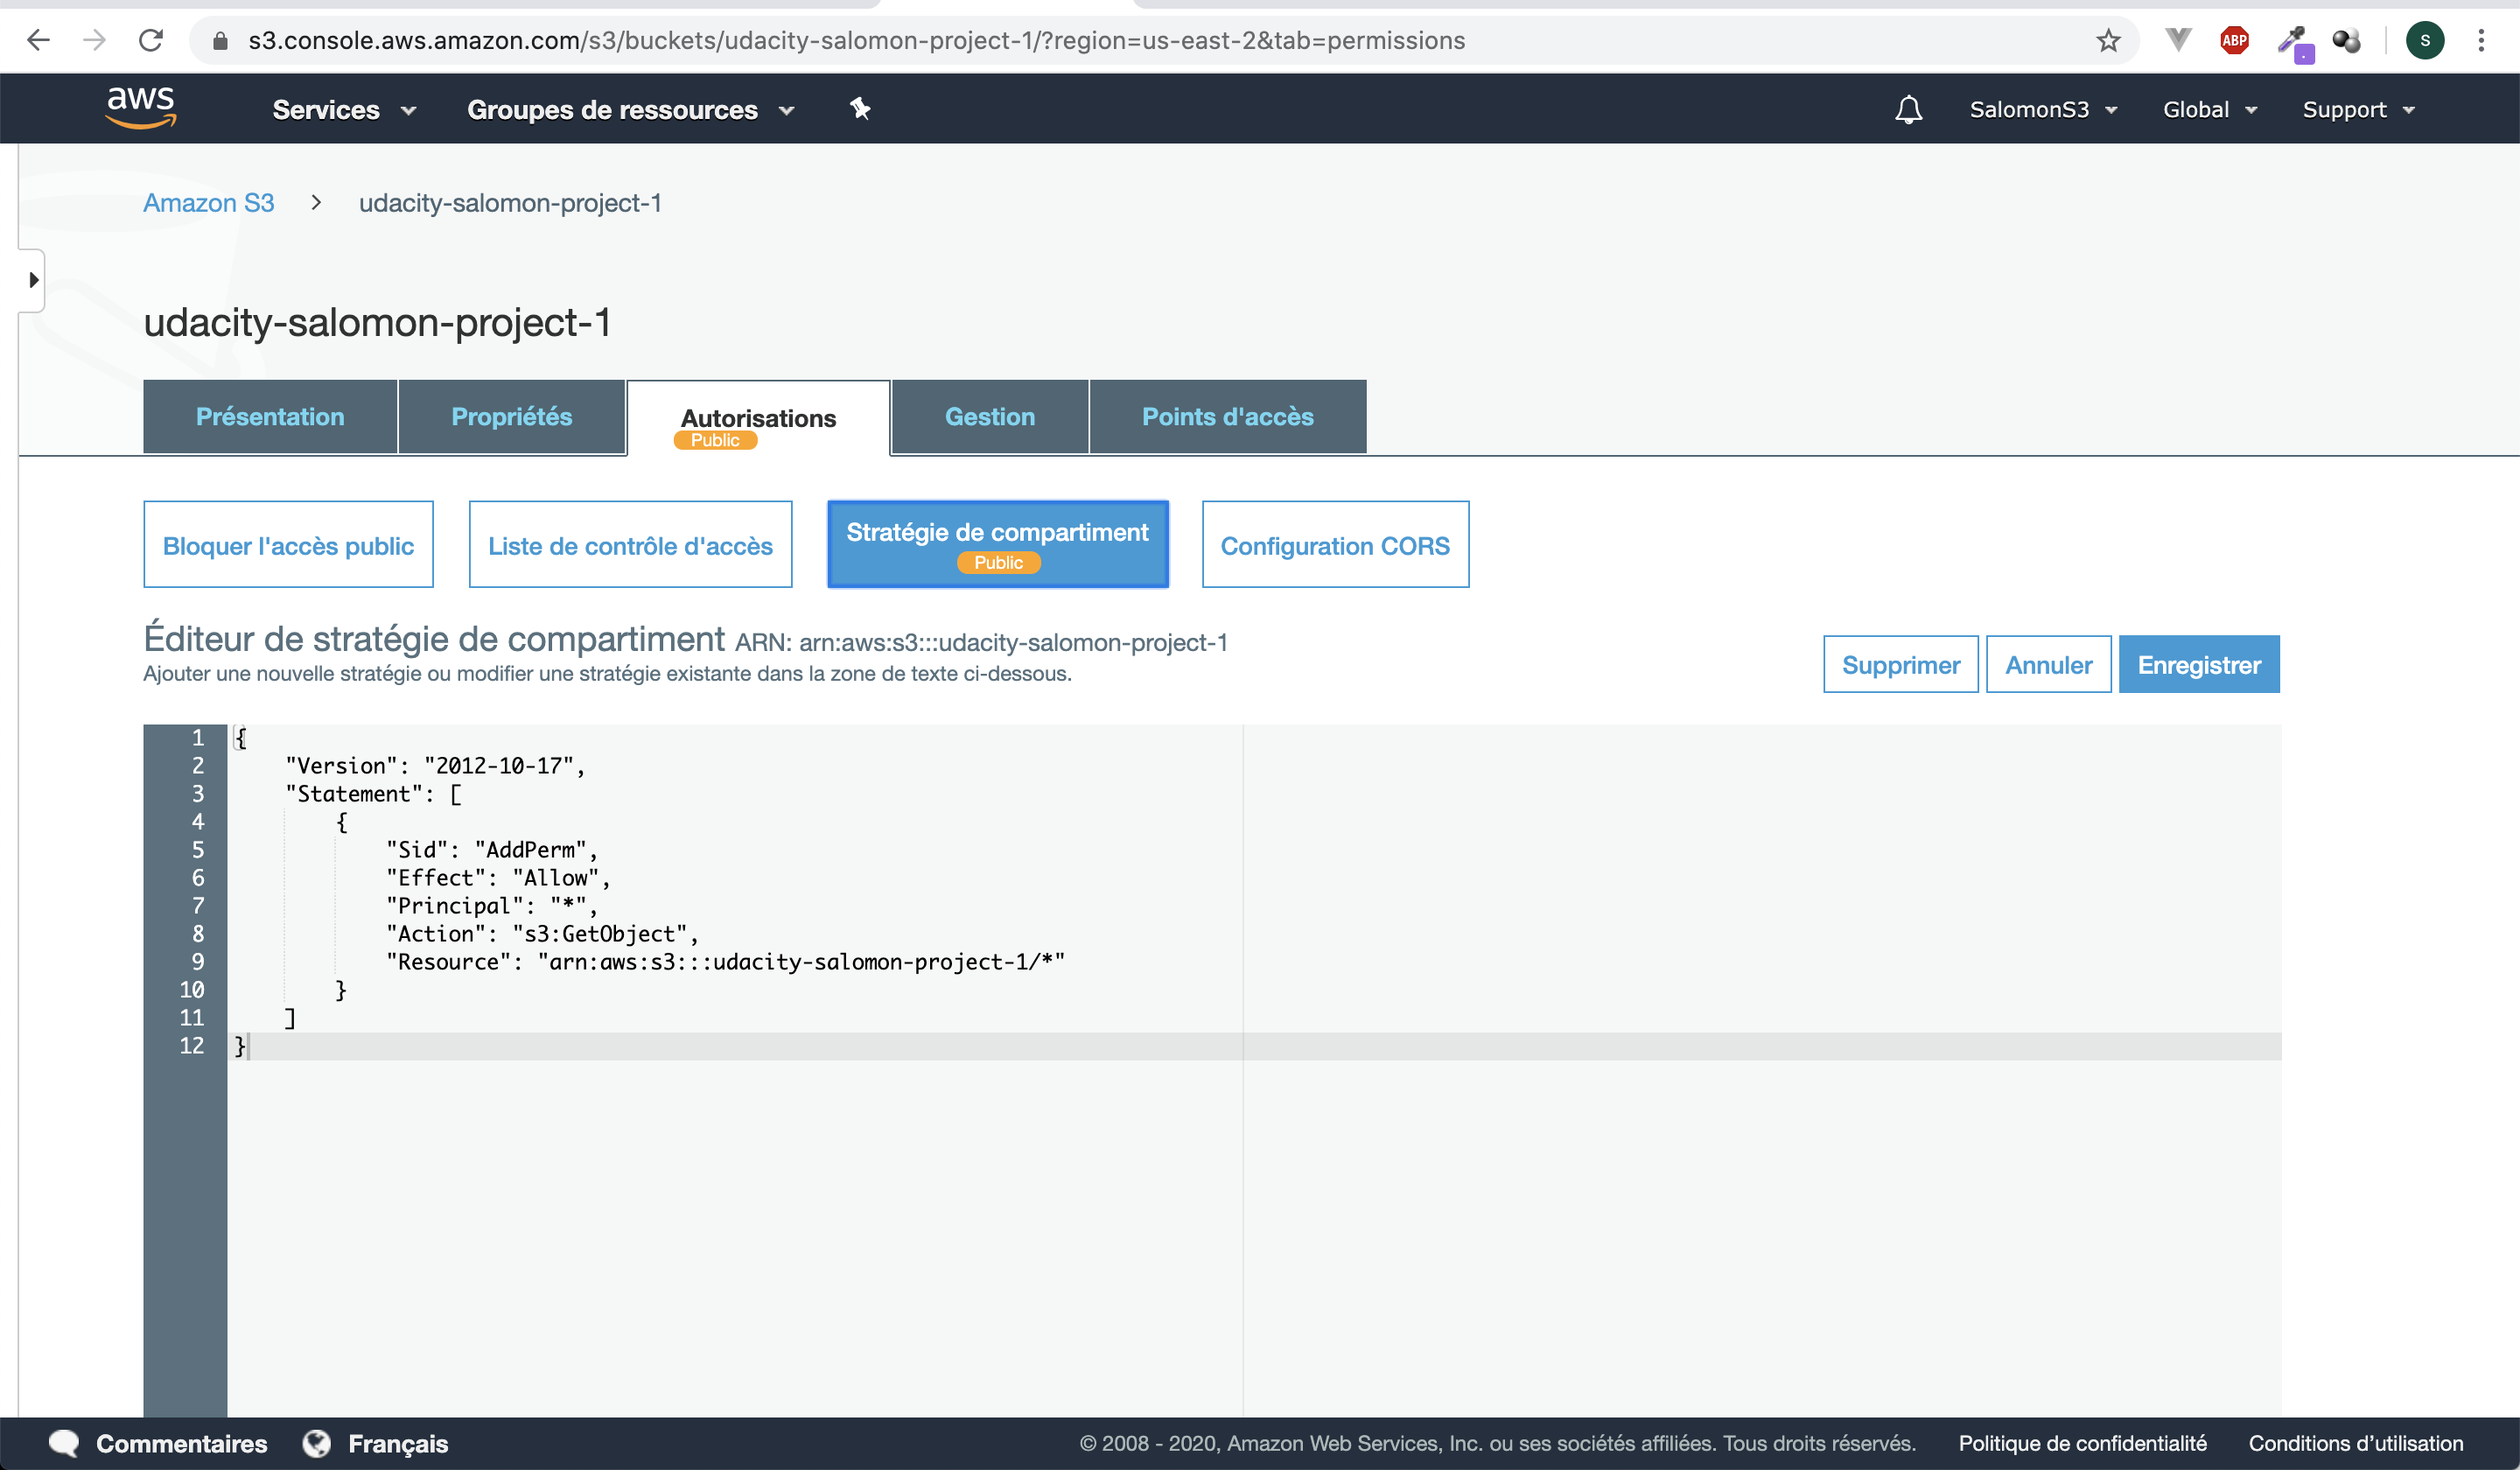 s3.console.aws.amazon.com/s3/buckets/udacity-salomon-project-1/?region=us-east-2&tab=permissions
ABP
S
aws
Services
Groupes de ressources
SalomonS3
Global
Support
Amazon S3 > udacity-salomon-project-1
udacity-salomon-project-1
Présentation
Propriétés
Autorisations
Public
Gestion
Points d'accès
Bloquer l'accès public
Liste de contrôle d'accès
Stratégie de compartiment
Public
Configuration CORS
Éditeur de stratégie de compartiment ARN: arn:aws:s3:::udacity-salomon-project-1
Ajouter une nouvelle stratégie ou modifier une stratégie existante dans la zone de texte ci-dessous.
Supprimer
Annuler
Enregistrer
1 {
2 "Version": "2012-10-17",
3 "Statement": [
4 {
5 "Sid": "AddPerm",
6 "Effect": "Allow",
7 "Principal": "*",
8 "Action": "s3:GetObject",
9 "Resource": "arn:aws:s3:::udacity-salomon-project-1/*"
10 }
11 ]
12 }
Commentaires
Français
© 2008 - 2020, Amazon Web Services, Inc. ou ses sociétés affiliées. Tous droits réservés.
Politique de confidentialité
Conditions d’utilisation